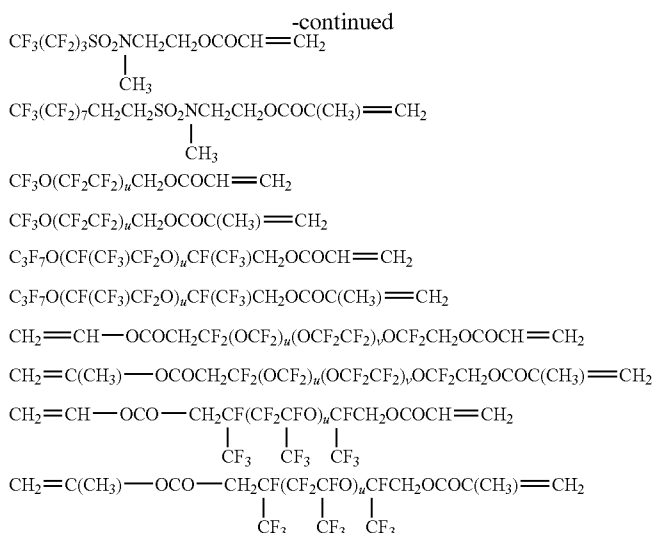 -continued
CF₃(CF₂)₃SO₂NCH₂CH₂OCOCH=CH₂
CH₃
CF₃(CF₂)₇CH₂CH₂SO₂NCH₂CH₂OCOC(CH₃)=CH₂
CH₃
CF₃O(CF₂CF₂)ᵤCH₂OCOCH=CH₂
CF₃O(CF₂CF₂)ᵤCH₂OCOC(CH₃)=CH₂
C₃F₇O(CF(CF₃)CF₂O)ᵤCF(CF₃)CH₂OCOCH=CH₂
C₃F₇O(CF(CF₃)CF₂O)ᵤCF(CF₃)CH₂OCOC(CH₃)=CH₂
CH₂=CH—OCOCH₂CF₂(OCF₂)ᵤ(OCF₂CF₂)ᵥOCF₂CH₂OCOCH=CH₂
CH₂=C(CH₃)—OCOCH₂CF₂(OCF₂)ᵤ(OCF₂CF₂)ᵥOCF₂CH₂OCOC(CH₃)=CH₂
CH₂=CH—OCO—CH₂CF(CF₂CFO)ᵤCFCH₂OCOCH=CH₂
CF₃ CF₃ CF₃
CH₂=C(CH₃)—OCO—CH₂CF(CF₂CFO)ᵤCFCH₂OCOC(CH₃)=CH₂
CF₃ CF₃ CF₃